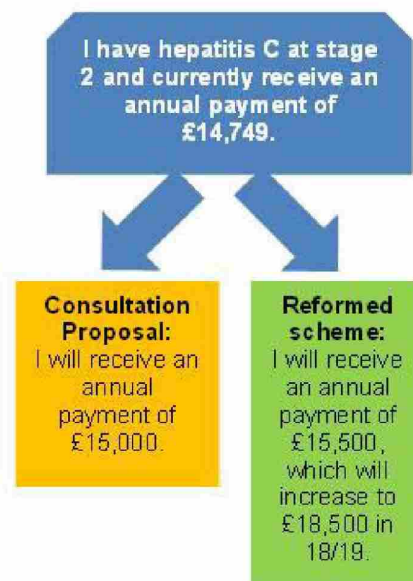 I have hepatitis C at stage
2 and currently receive an
annual payment of
£14,749.
Consultation
Proposal:
I will receive an
annual
payment of
£15,000.
Reformed
scheme:
I will receive
an annual
payment of
£15,500,
which will
increase to
£18,500 in
18/19.